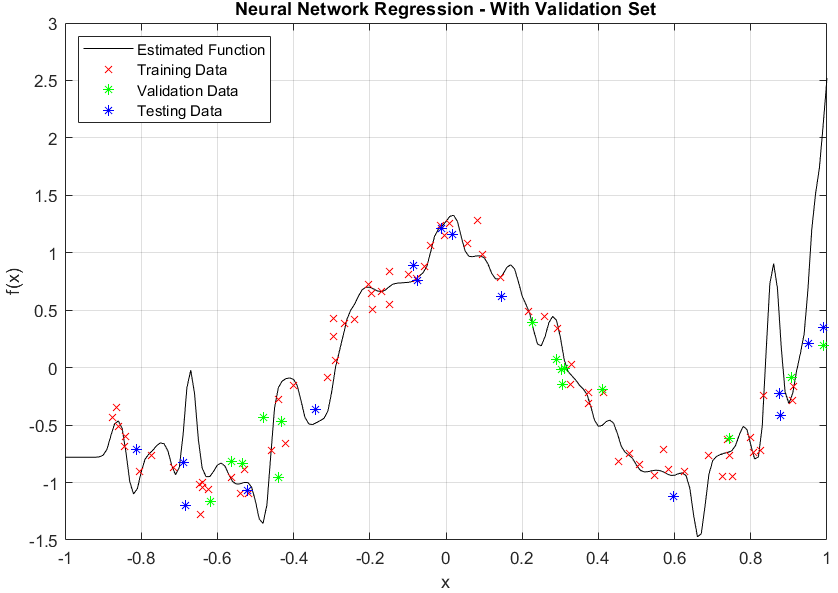 Neural Network Regression - With Validation Set
Estimated Function
Training Data
Validation Data
Testing Data
3
2.5
2
1.5
1
0.5
0
-0.5
-1
-1.5
f(x)
-1 -0.8 -0.6 -0.4 -0.2 0 0.2 0.4 0.6 0.8 1
x